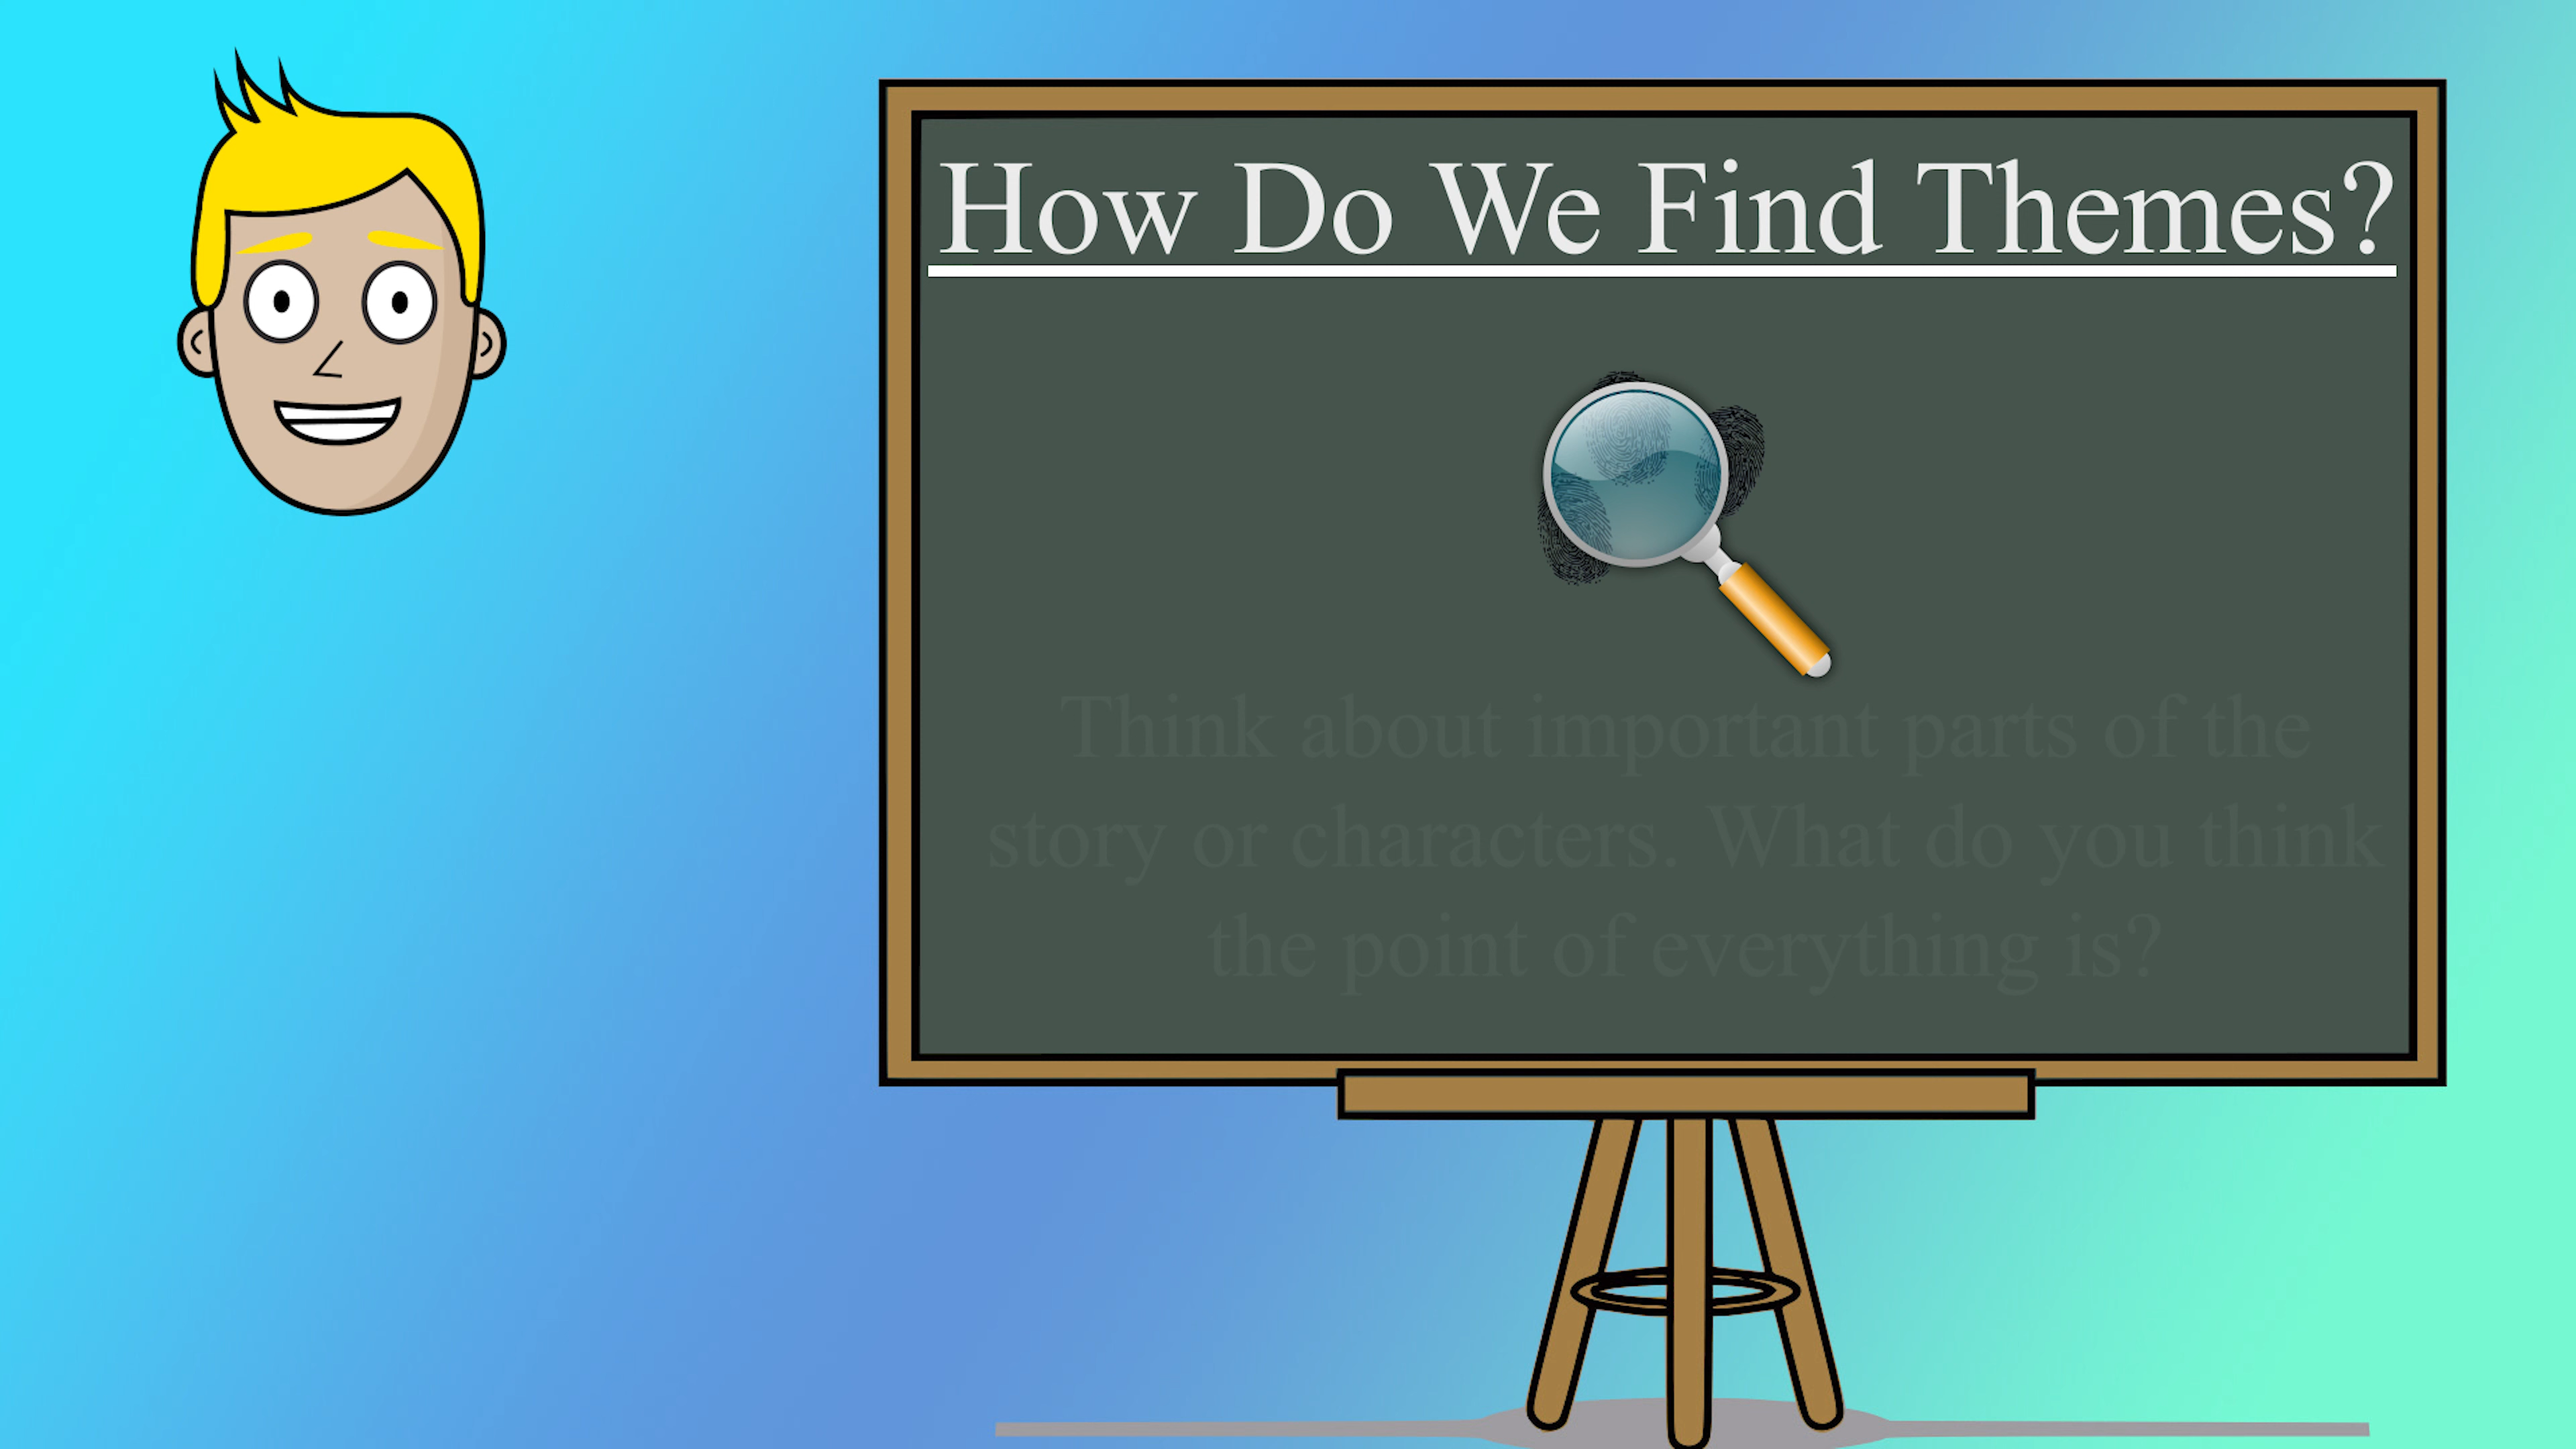 How Do We Find Themes?
Think about important parts of the
story or characters. What do you think
the point of everything is?